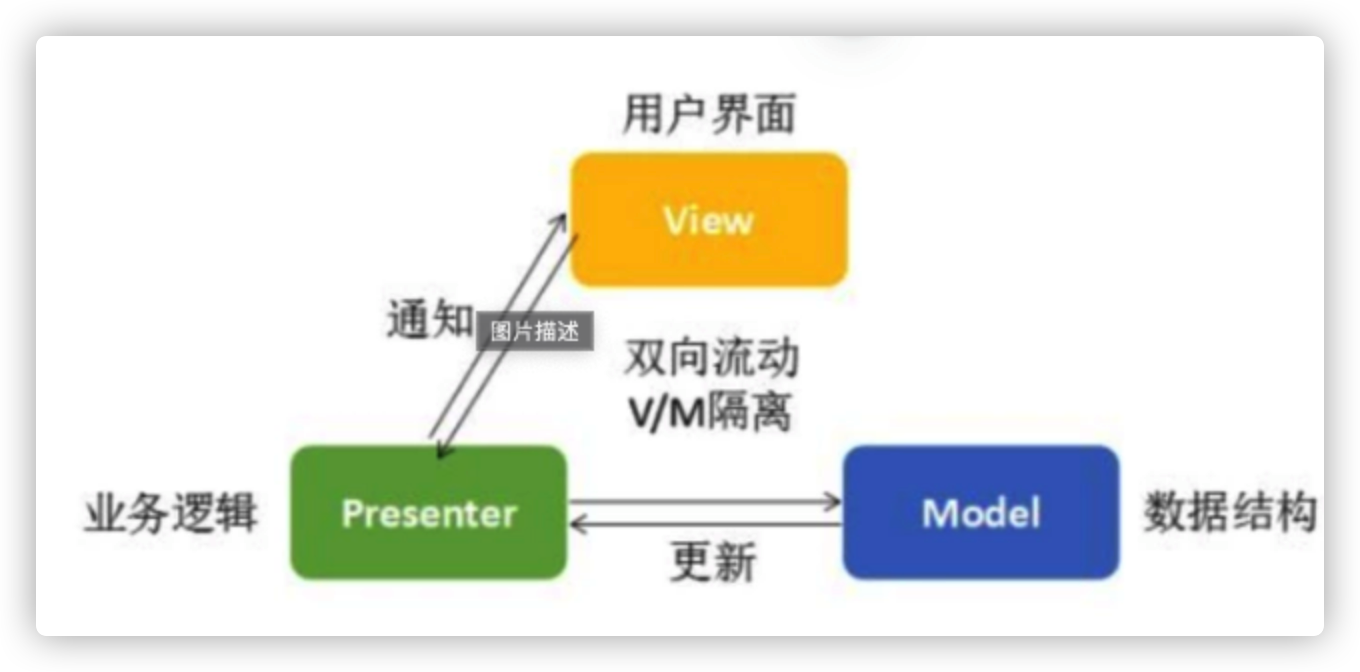 用户界面
View
通知
图片描述
双向流动
V/M隔离
业务逻辑
Presenter
Model
数据结构
更新